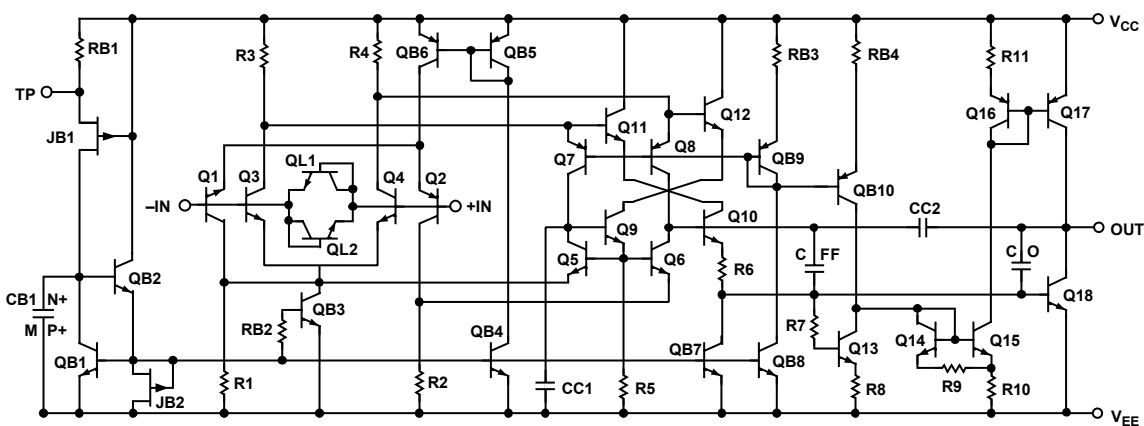 V_CC
RB1
R3
R4
QB6
QB5
RB3
RB4
R11
TP
JB1
Q11
Q12
Q16
Q17
Q7
Q8
QB9
QB10
Q1
Q3
QL1
Q4
Q2
–IN
+IN
QL2
Q9
Q10
CC2
OUT
QB2
Q5
Q6
R6
C FF
C O
CB1 N+
M P+
RB2
QB3
R7
Q18
QB1
QB4
QB7
QB8
Q13
Q14
Q15
JB2
R1
R2
CC1
R5
R8
R9
R10
V_EE